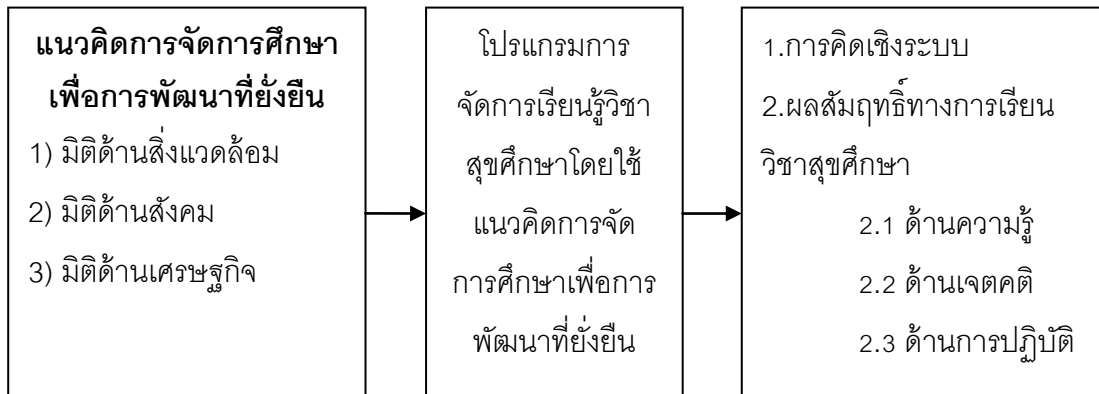 แนวคิดการจัดการศึกษา
เพื่อการพัฒนาที่ยั่งยืน
1) มิติด้านสิ่งแวดล้อม
2) มิติด้านสังคม
3) มิติด้านเศรษฐกิจ
โปรแกรมการ
จัดการเรียนรู้วิชา
สุขศึกษาโดยใช้
แนวคิดการจัด
การศึกษาเพื่อการ
พัฒนาที่ยั่งยืน
1.การคิดเชิงระบบ
2.ผลสัมฤทธิ์ทางการเรียน
วิชาสุขศึกษา
2.1 ด้านความรู้
2.2 ด้านเจตคติ
2.3 ด้านการปฏิบัติ